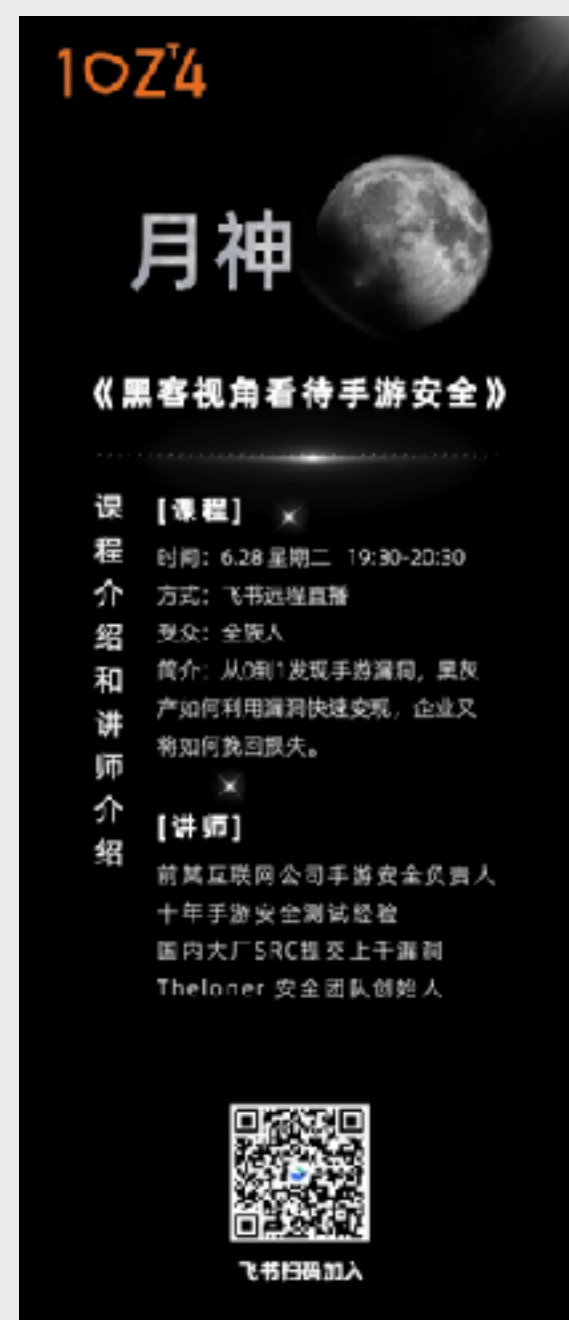 10Z'4
月神
《黑客视角看待手游安全》
课程介绍和讲师介绍
[课程]
时间：6.28 星期二 19:30-20:30
方式：飞书远程直播
受众：全族人
简介：从0到1发现手游漏洞，黑灰
产如何利用漏洞快速变现，企业又
将如何挽回损失。
[讲师]
前某互联网公司手游安全负责人
十年手游安全测试经验
国内大厂SRC提交上千漏洞
Theloner 安全团队创始人
飞书扫码加入